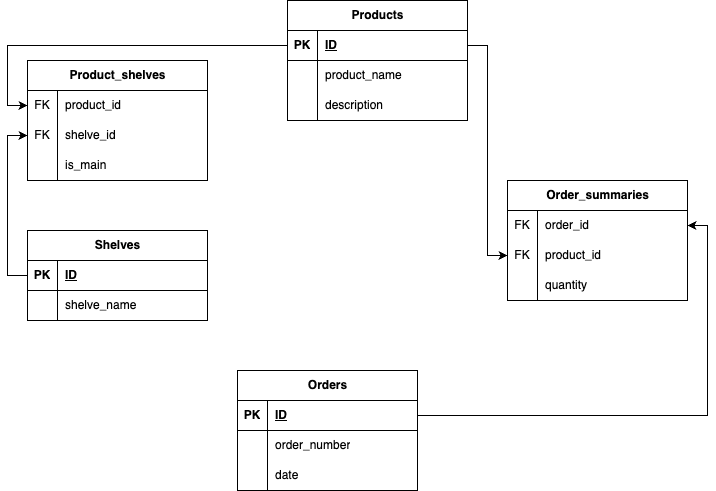 Products
PK ID
product_name
description
Product_shelves
FK product_id
FK shelve_id
is_main
Order_summaries
FK order_id
FK product_id
quantity
Shelves
PK ID
shelve_name
Orders
PK ID
order_number
date